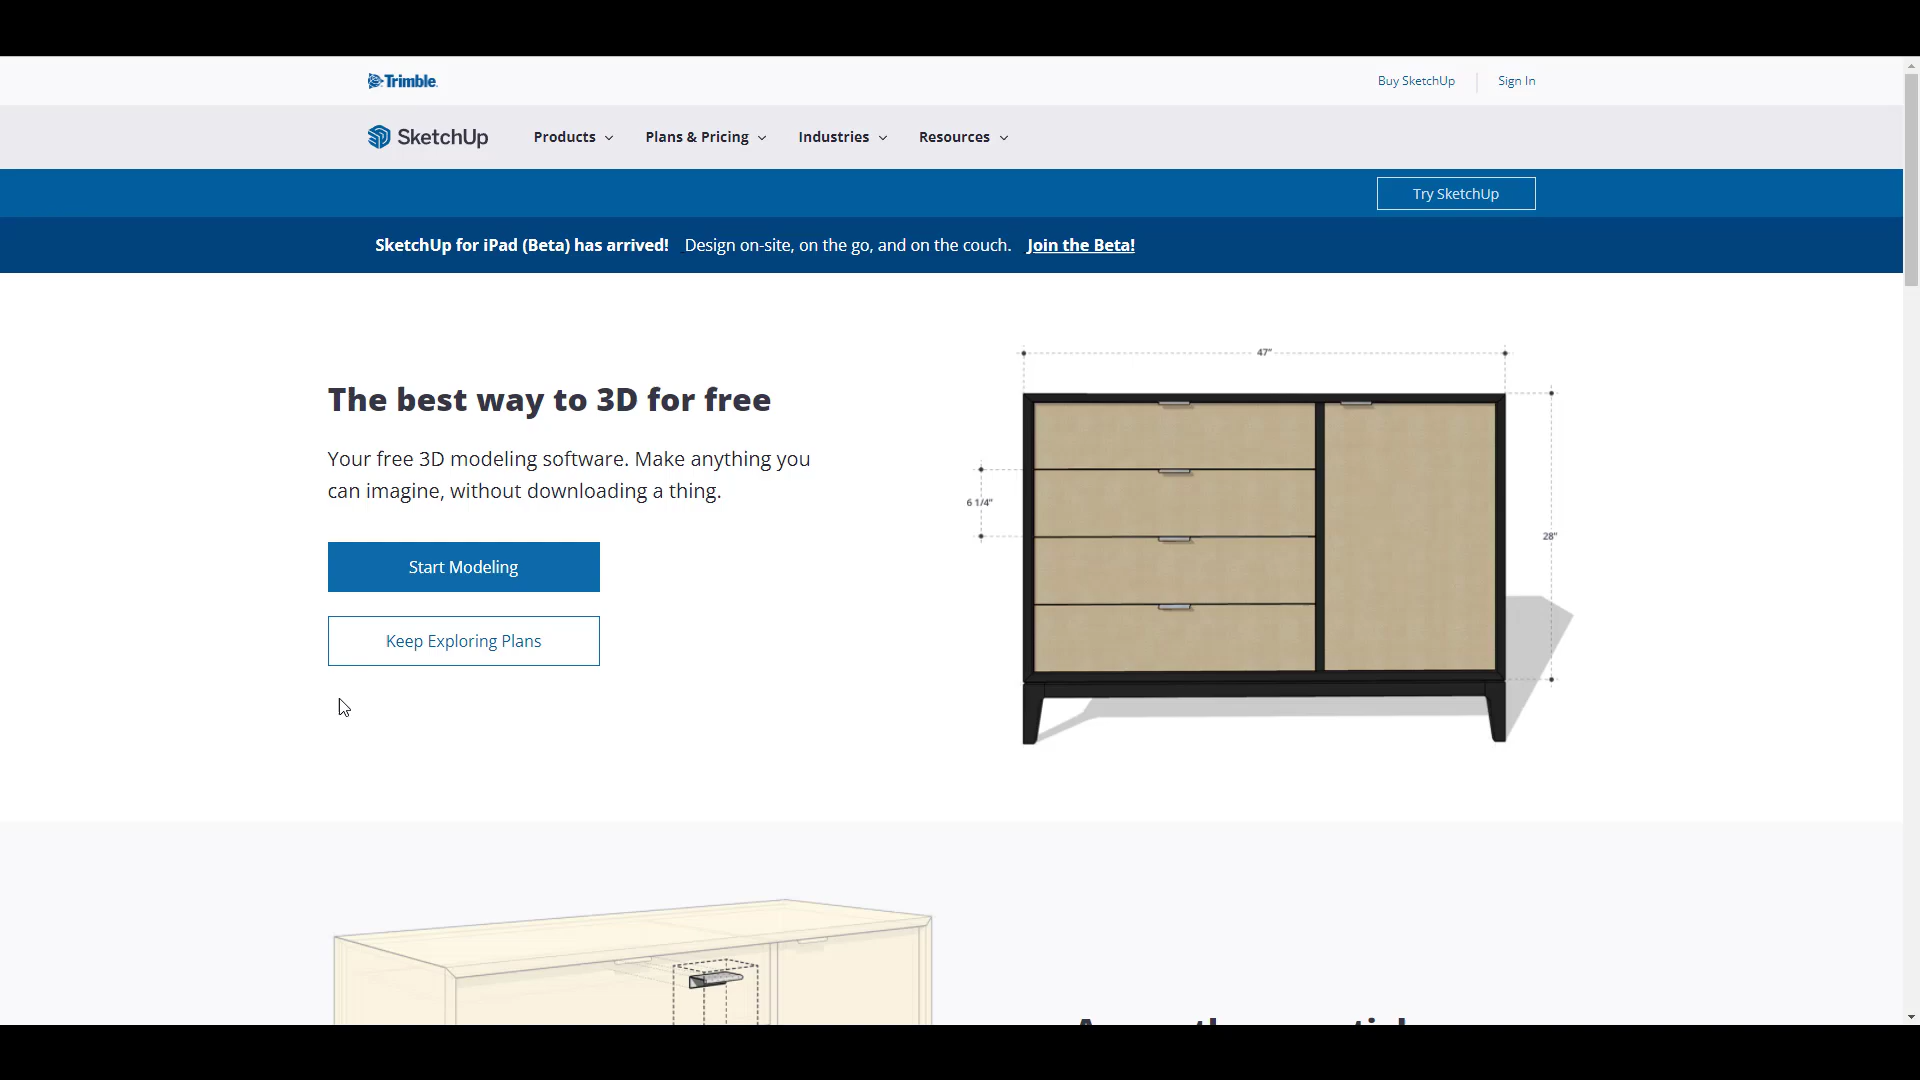 Trimble
Buy SketchUp
Sign In
SketchUp
Products
Plans & Pricing
Industries
Resources
Try SketchUp
SketchUp for iPad (Beta) has arrived! Design on-site, on the go, and on the couch. Join the Beta!
47"
The best way to 3D for free
Your free 3D modeling software. Make anything you
can imagine, without downloading a thing.
6 1/4"
28"
Start Modeling
Keep Exploring Plans